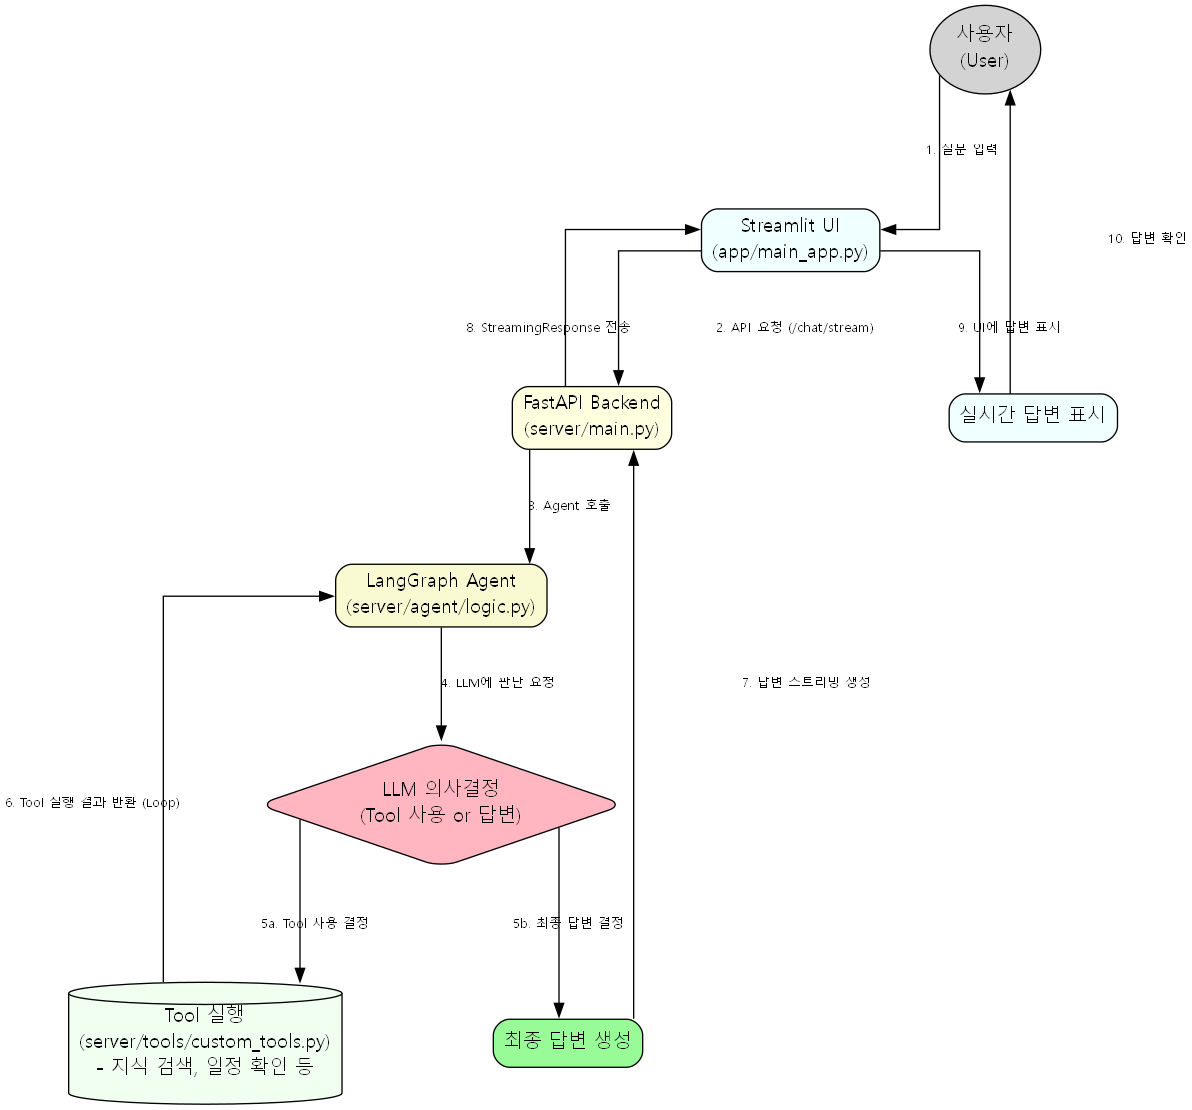 사용자
(User)
1. 질문 입력
10. 답변 확인
Streamlit UI
(app/main_app.py)
8. StreamingResponse 전송
2. API 요청 (/chat/stream)
9. UI에 답변 표시
FastAPI Backend
(server/main.py)
실시간 답변 표시
3. Agent 호출
LangGraph Agent
(server/agent/logic.py)
4. LLM에 판단 요청
7. 답변 스트리밍 생성
LLM 의사결정
(Tool 사용 or 답변)
6. Tool 실행 결과 반환 (Loop)
5a. Tool 사용 결정
5b. 최종 답변 결정
Tool 실행
(server/tools/custom_tools.py)
- 지식 검색, 일정 확인 등
최종 답변 생성